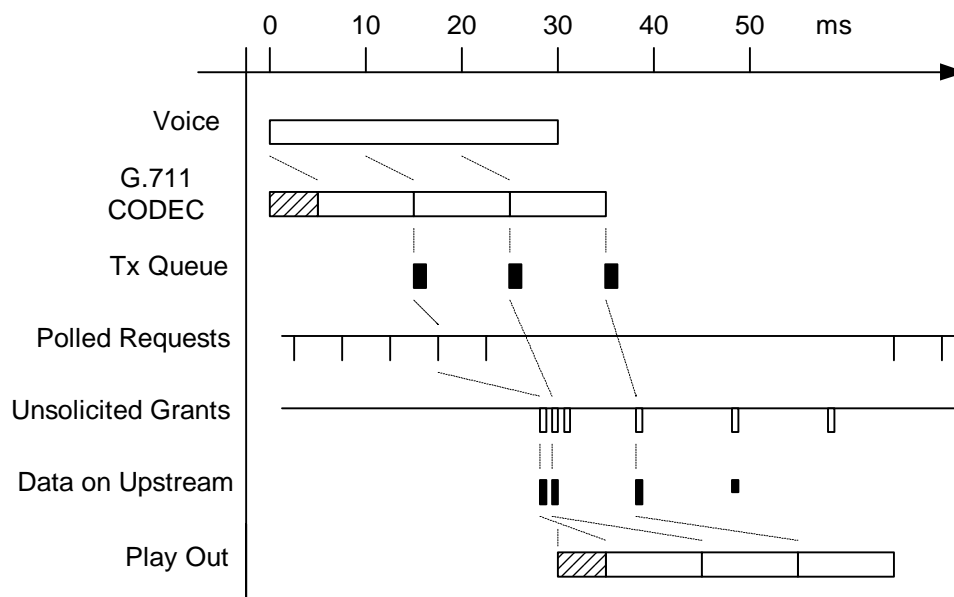 0 10 20 30 40 50 ms
Voice
G.711
CODEC
Tx Queue
Polled Requests
Unsolicited Grants
Data on Upstream
Play Out